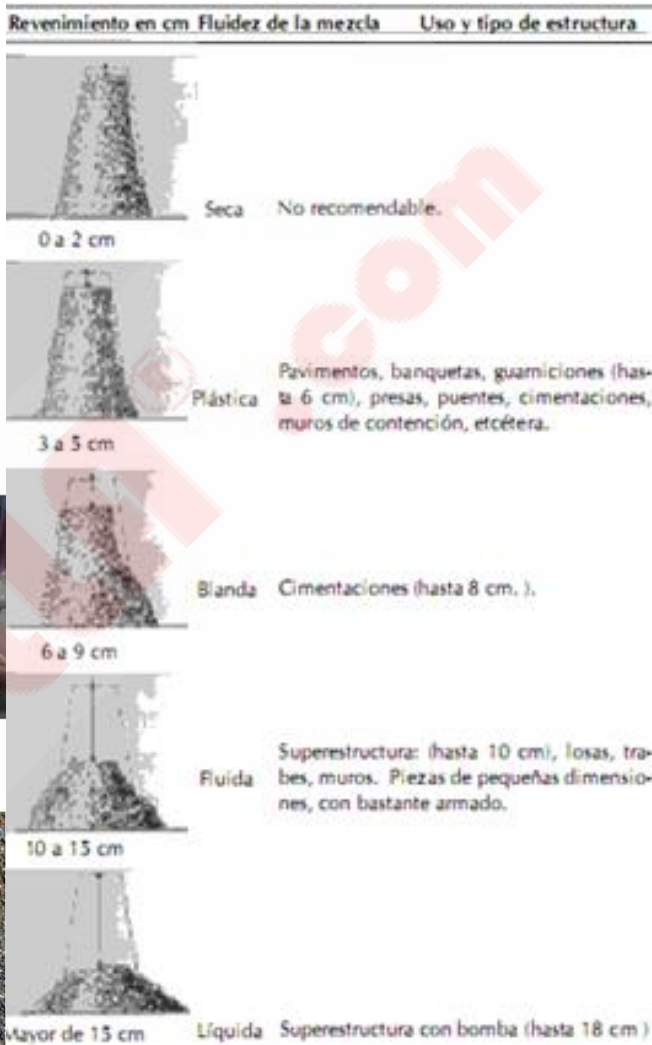 Revenimiento en cm Fluidez de la mezcla Uso y tipo de estructura
Seca No recomendable.
0 a 2 cm
Plástica Pavimentos, banquetas, guarniciones (has-
ta 6 cm), presas, puentes, cimentaciones,
muros de contención, etcétera.
3 a 5 cm
Blanda Cimentaciones (hasta 8 cm. ).
6 a 9 cm
Fluida Superestructura: (hasta 10 cm), losas, tra-
bes, muros. Piezas de pequeñas dimensio-
nes, con bastante armado.
10 a 15 cm
Mayor de 15 cm Líquida Superestructura con bomba (hasta 18 cm )
.com